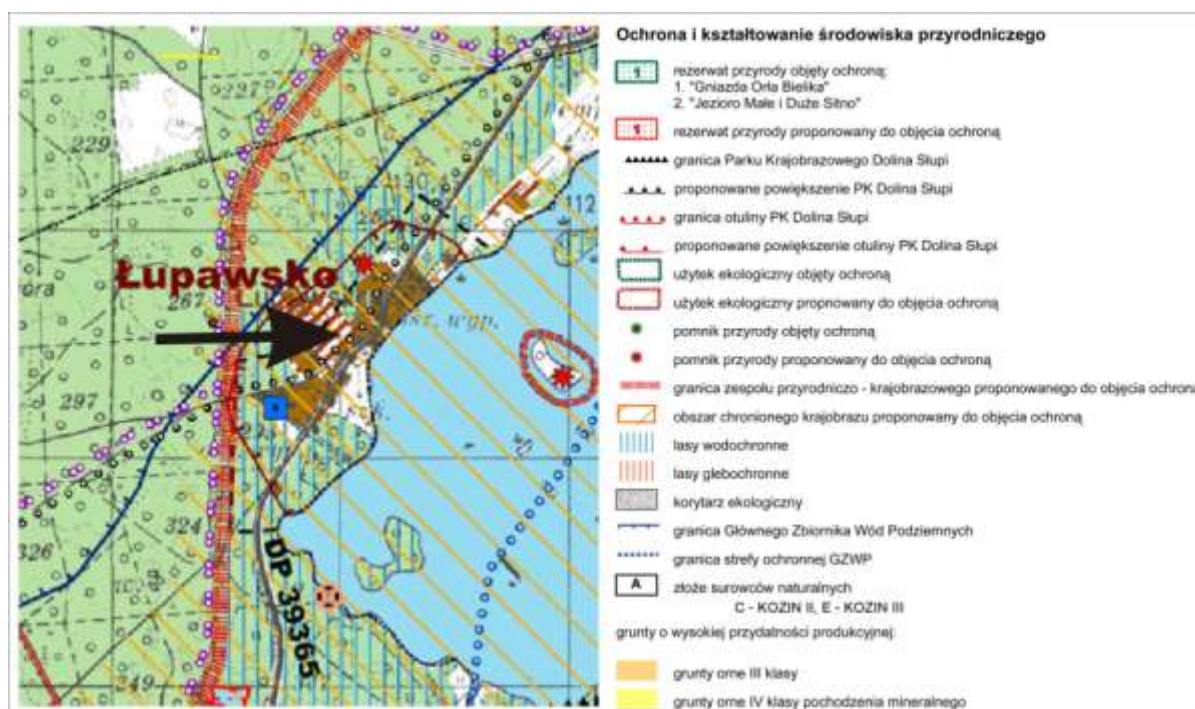 227
229
130
112
Łupawsko
267
297
324
326
149
TDP 39365
Ochrona i kształtowanie środowiska przyrodniczego
1 rezerwat przyrody objęty ochroną:
1. "Gniazda Orła Bielika"
2. "Jezioro Małe i Duże Sitno"
1 rezerwat przyrody proponowany do objęcia ochroną
granica Parku Krajobrazowego Dolina Słupi
proponowane powiększenie PK Dolina Słupi
granica otuliny PK Dolina Słupi
proponowane powiększenie otuliny PK Dolina Słupi
użytek ekologiczny objęty ochroną
użytek ekologiczny propnowany do objęcia ochroną
pomnik przyrody objęty ochroną
pomnik przyrody proponowany do objęcia ochroną
granica zespołu przyrodniczo - krajobrazowego proponowanego do objęcia ochroną
obszar chronionego krajobrazu proponowany do objęcia ochroną
lasy wodochronne
lasy glebochronne
korytarz ekologiczny
granica Głównego Zbiornika Wód Podziemnych
granica strefy ochronnej GZWP
A złoże surowców naturalnych
C - KOZIN II, E - KOZIN III
grunty o wysokiej przydatności produkcyjnej:
grunty orne III klasy
grunty orne IV klasy pochodzenia mineralnego